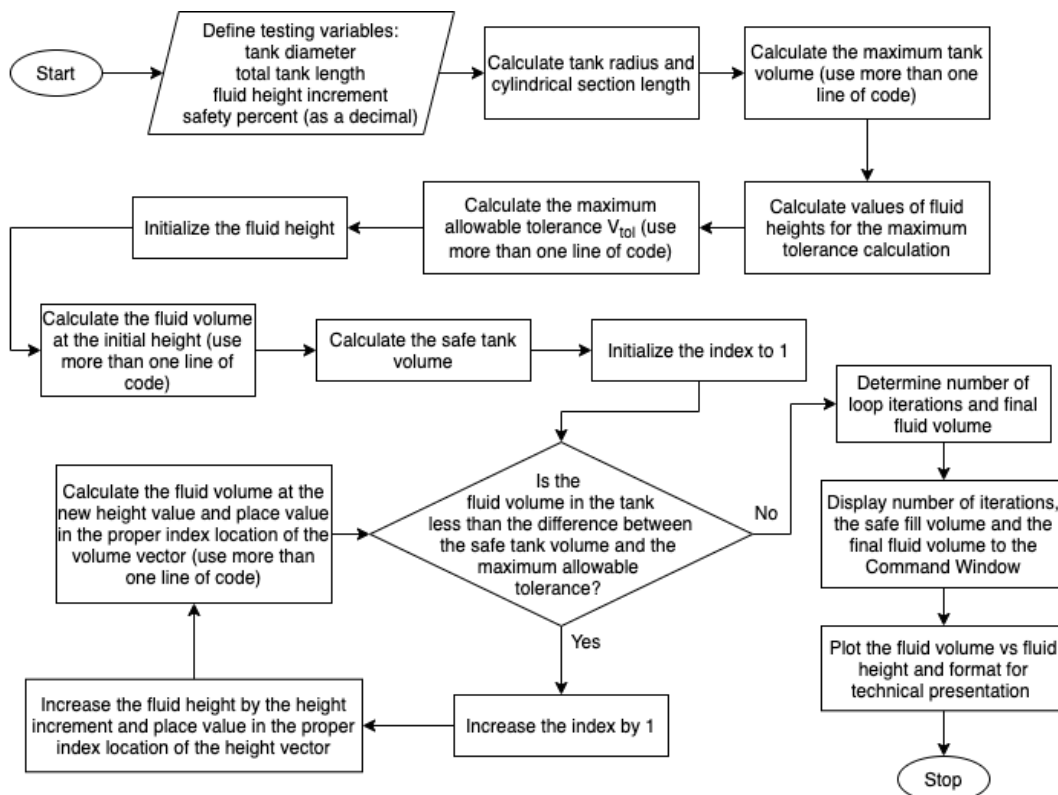 Start
Define testing variables:
tank diameter
total tank length
fluid height increment
safety percent (as a decimal)
Calculate tank radius and
cylindrical section length
Calculate the maximum tank
volume (use more than one
line of code)
Calculate values of fluid
heights for the maximum
tolerance calculation
Calculate the maximum
allowable tolerance Vtol (use
more than one line of code)
Initialize the fluid height
Calculate the fluid volume
at the initial height (use
more than one line of
code)
Calculate the safe tank
volume
Initialize the index to 1
Is the
fluid volume in the tank
less than the difference between
the safe tank volume and the
maximum allowable
tolerance?
Yes
Increase the index by 1
Increase the fluid height by the height
increment and place value in the proper
index location of the height vector
Calculate the fluid volume at the
new height value and place value
in the proper index location of the
volume vector (use more than
one line of code)
No
Determine number of
loop iterations and final
fluid volume
Display number of iterations,
the safe fill volume and the
final fluid volume to the
Command Window
Plot the fluid volume vs fluid
height and format for
technical presentation
Stop